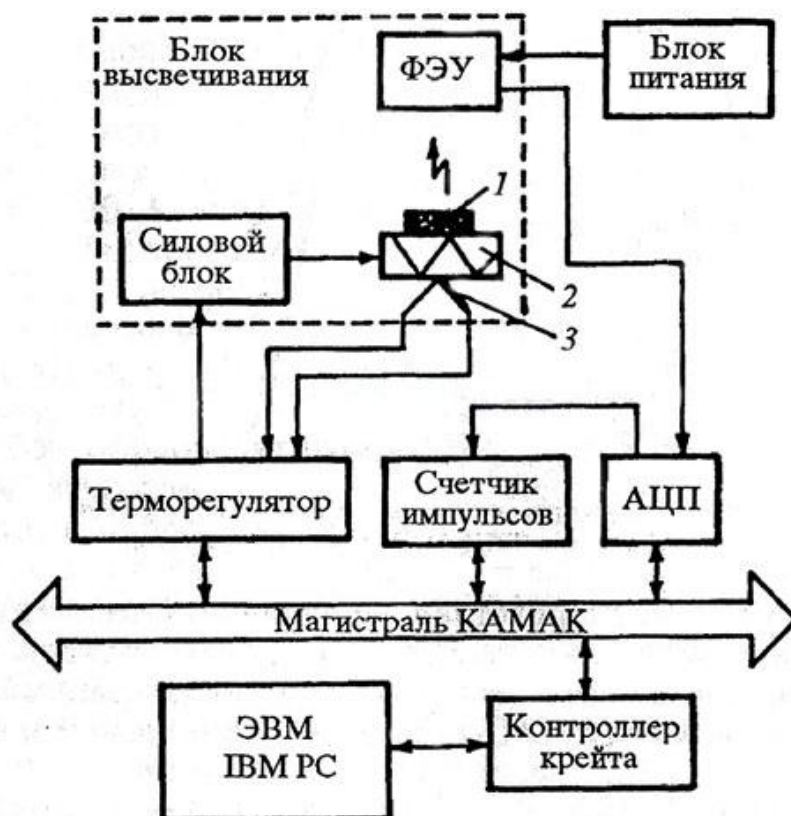 Блок
высвечивания
ФЭУ
Блок
питания
1
Силовой
блок
2
3
Терморегулятор
Счетчик
импульсов
АЦП
Магистраль КАМАК
ЭВМ
IBM PC
Контроллер
крейта